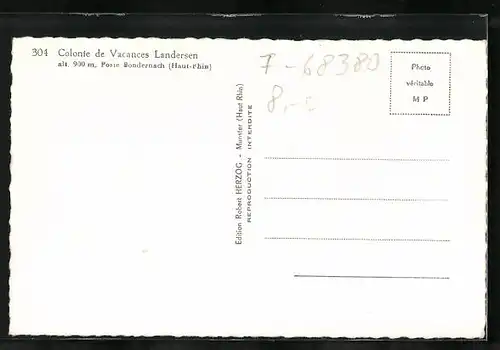 304 Colonie de Vacances Landersen
alt. 900 m, Poste Sondernach (Haut-Rhin)
F-68380
8,-
Photo
véritable
M P
Edition Robert HERZOG - Munster (Haut Rhin)
REPRODUCTION INTERDITE